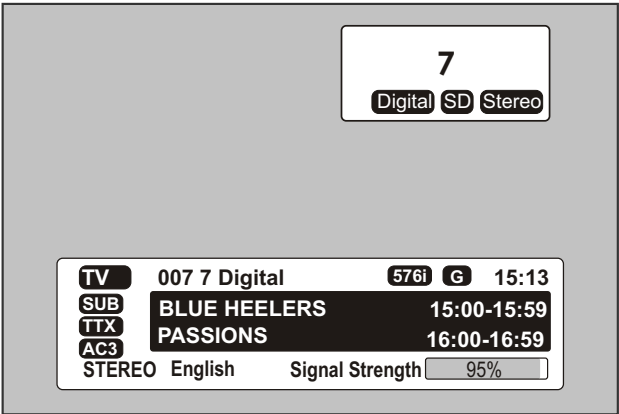 7
Digital SD Stereo
TV 007 7 Digital 576i G 15:13
SUB BLUE HEELERS 15:00-15:59
TTX PASSIONS 16:00-16:59
AC3
STEREO English Signal Strength 95%